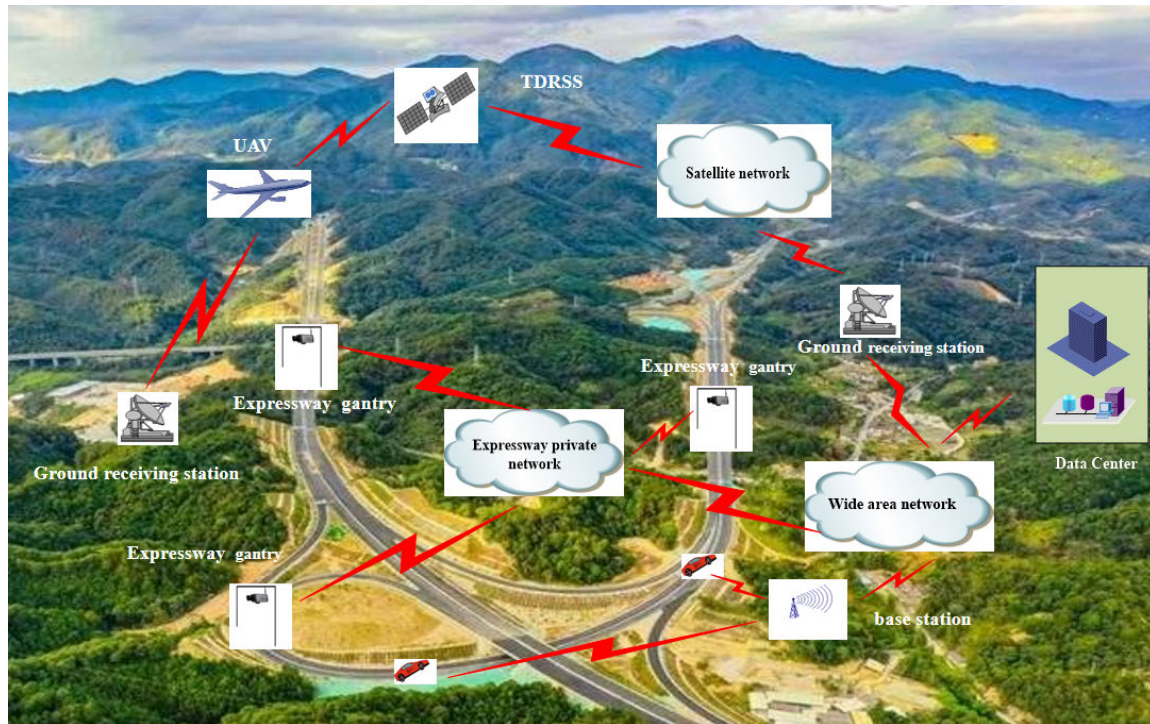 TDRSS
UAV
Satellite network
Ground receiving station
Expressway gantry
Expressway gantry
Expressway private
network
Data Center
Ground receiving station
Wide area network
Expressway gantry
base station